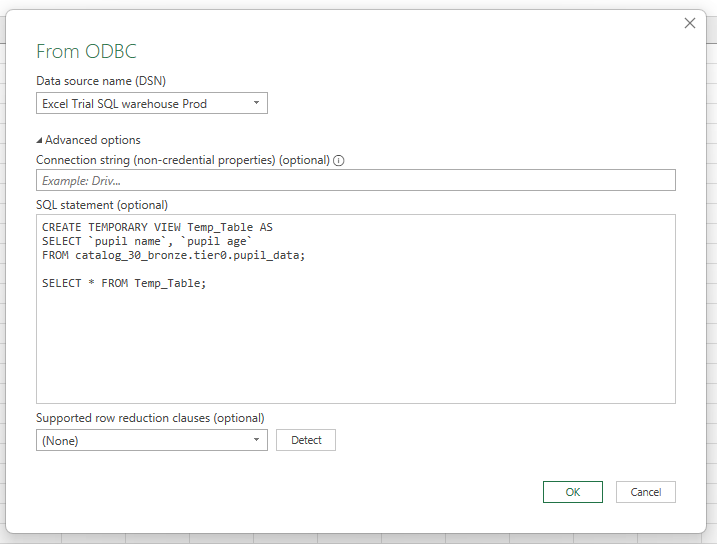 From ODBC
Data source name (DSN)
Excel Trial SQL warehouse Prod
Advanced options
Connection string (non-credential properties) (optional)
Example: Driv...
SQL statement (optional)
CREATE TEMPORARY VIEW Temp_Table AS
SELECT `pupil name`, `pupil age`
FROM catalog_30_bronze.tier0.pupil_data;
SELECT * FROM Temp_Table;
Supported row reduction clauses (optional)
(None)
Detect
OK
Cancel